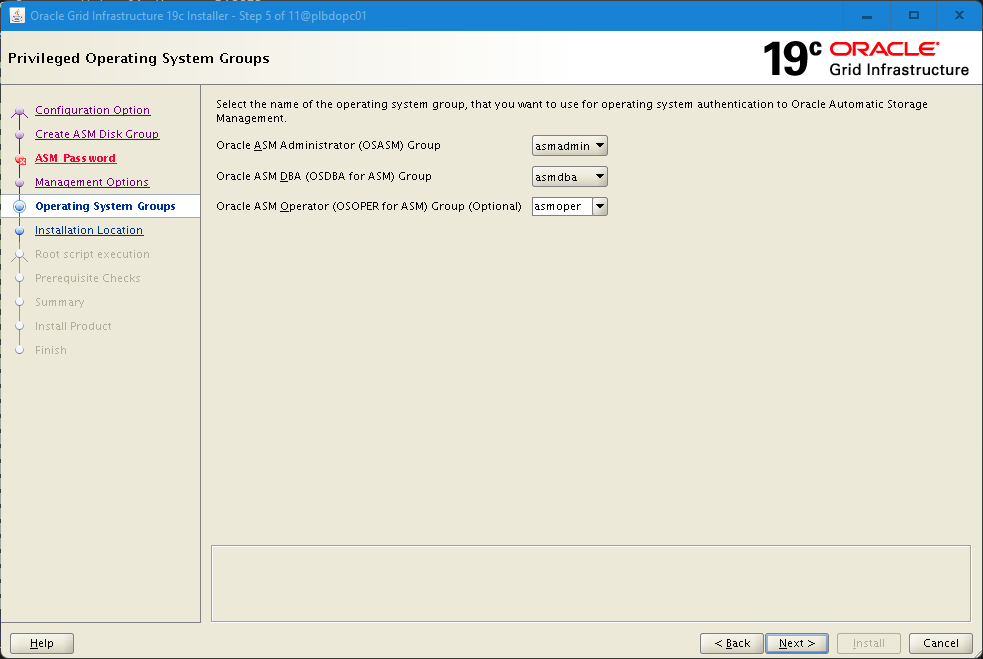 Oracle Grid Infrastructure 19c Installer - Step 5 of 11@plbdopc01
Privileged Operating System Groups
19c ORACLE
Grid Infrastructure
Configuration Option
Create ASM Disk Group
ASM Password
Management Options
Operating System Groups
Installation Location
Root script execution
Prerequisite Checks
Summary
Install Product
Finish
Select the name of the operating system group, that you want to use for operating system authentication to Oracle Automatic Storage
Management.
Oracle ASM Administrator (OSASM) Group asmadmin
Oracle ASM DBA (OSDBA for ASM) Group asmdba
Oracle ASM Operator (OSOPER for ASM) Group (Optional) asmoper
Help < Back Next > Install Cancel